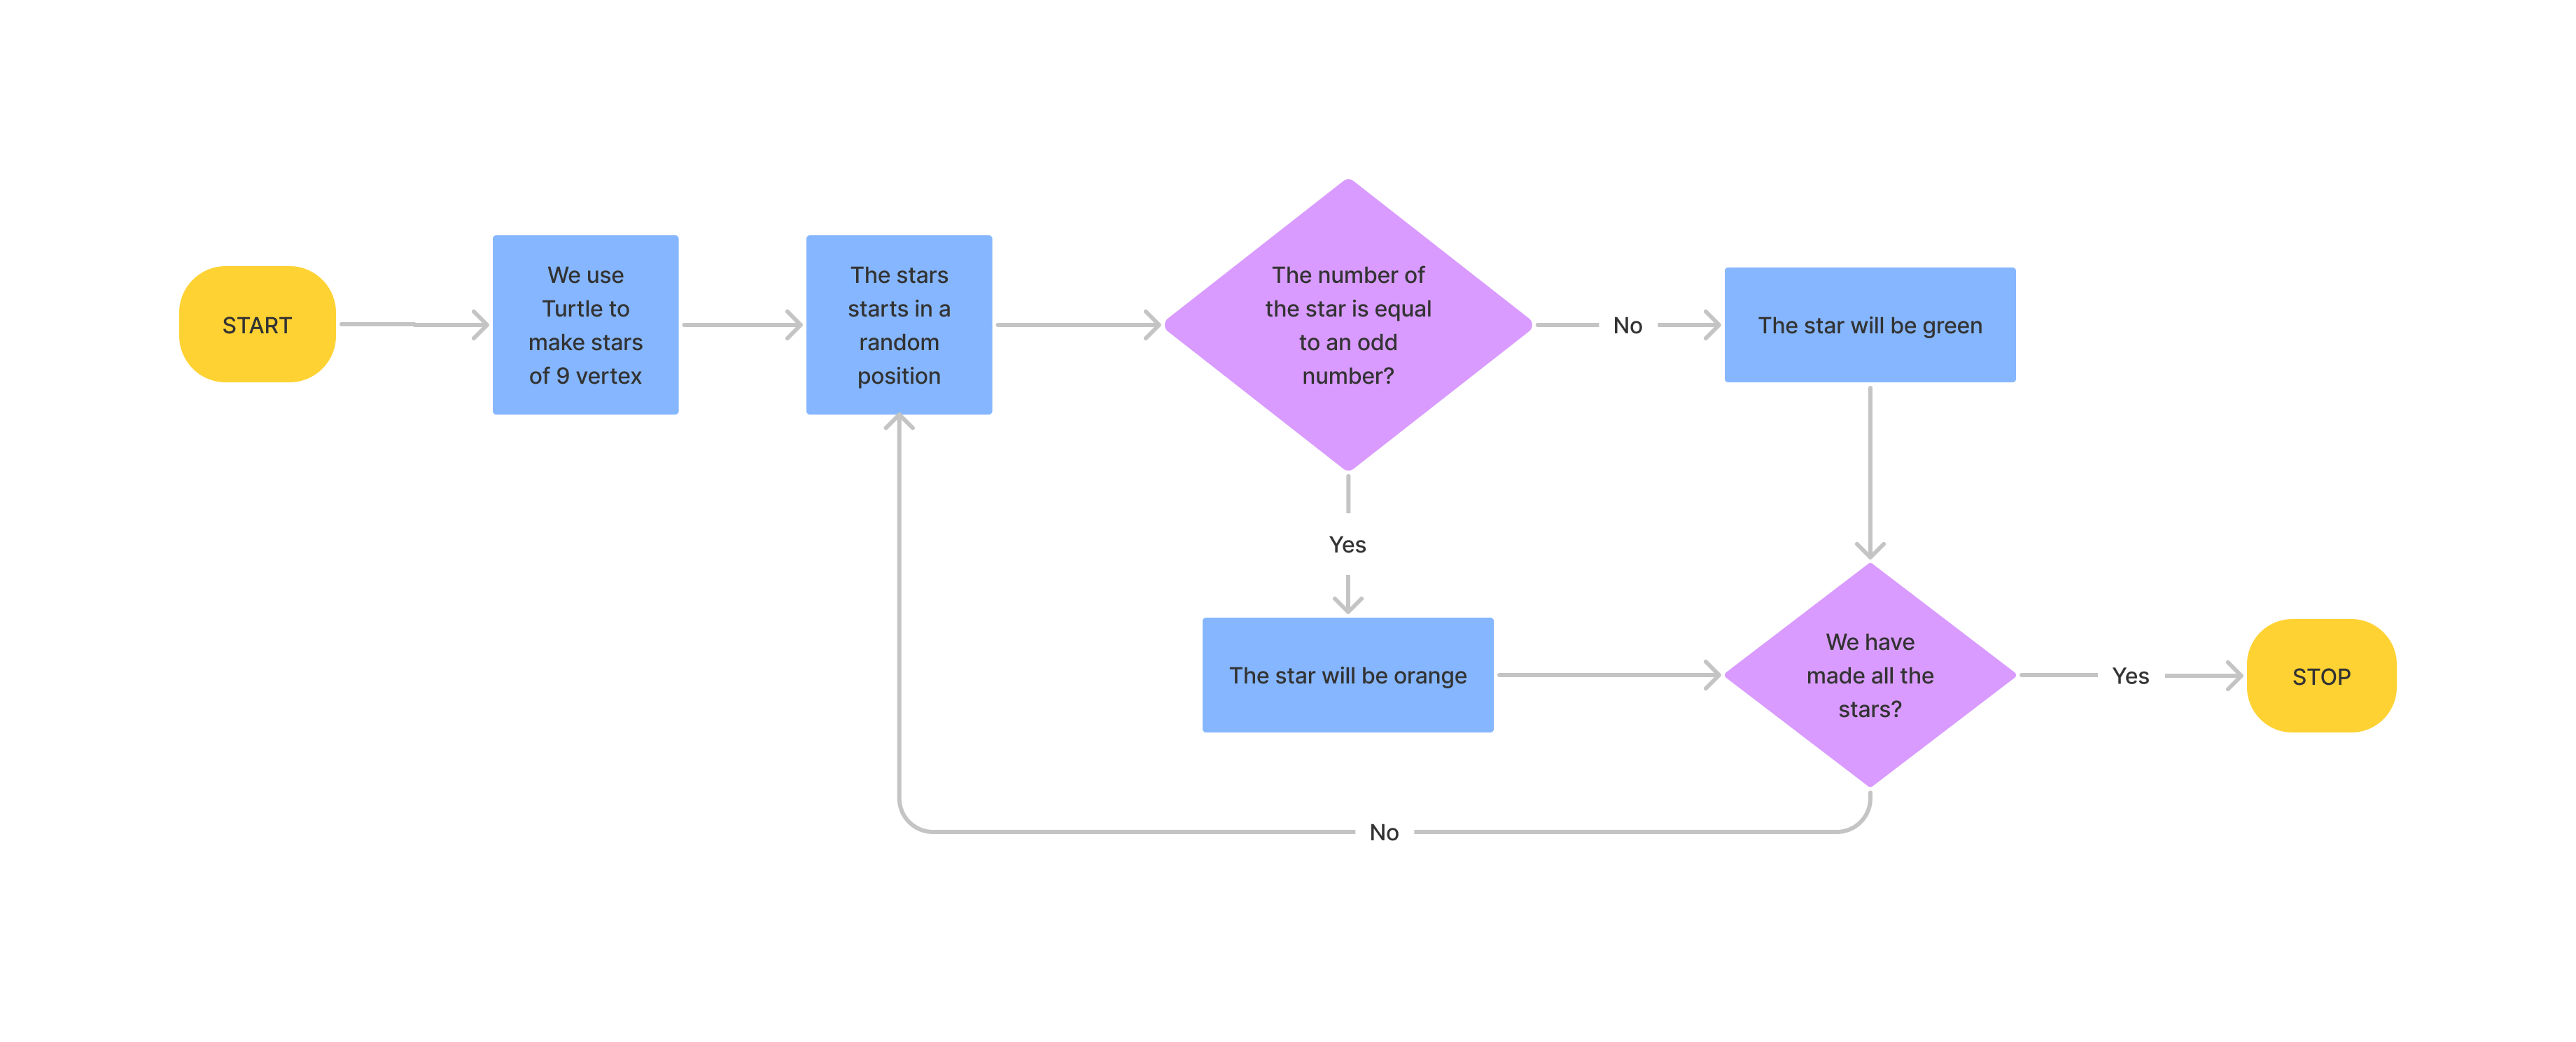 START
We use
Turtle to
make stars
of 9 vertex
The stars
starts in a
random
position
The number of
the star is equal
to an odd
number?
No
The star will be green
Yes
The star will be orange
We have
made all the
stars?
Yes
STOP
No